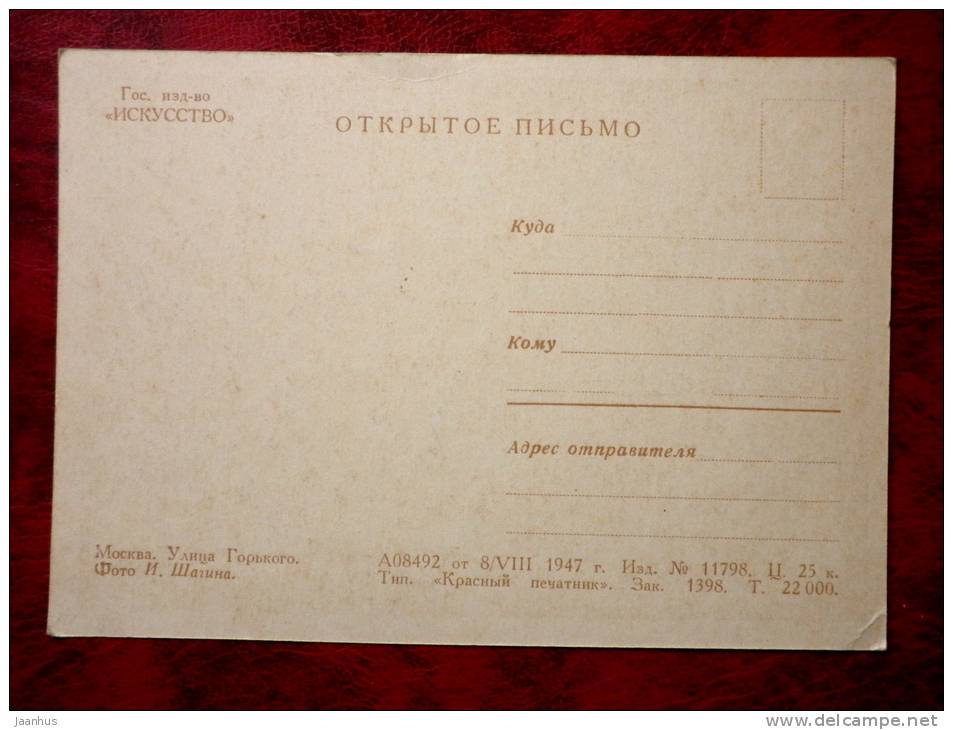 Гос. изд-во
«ИСКУССТВО»
ОТКРЫТОЕ ПИСЬМО
Куда
Кому
Адрес отправителя
Москва. Улица Горького.
Фото И. Шагина.
А08492 от 8/VIII 1947 г. Изд. № 11798. Ц. 25 к.
Тип. «Красный печатник». Зак. 1398. Т. 22 000.
jaanhus
www.delcampe.net